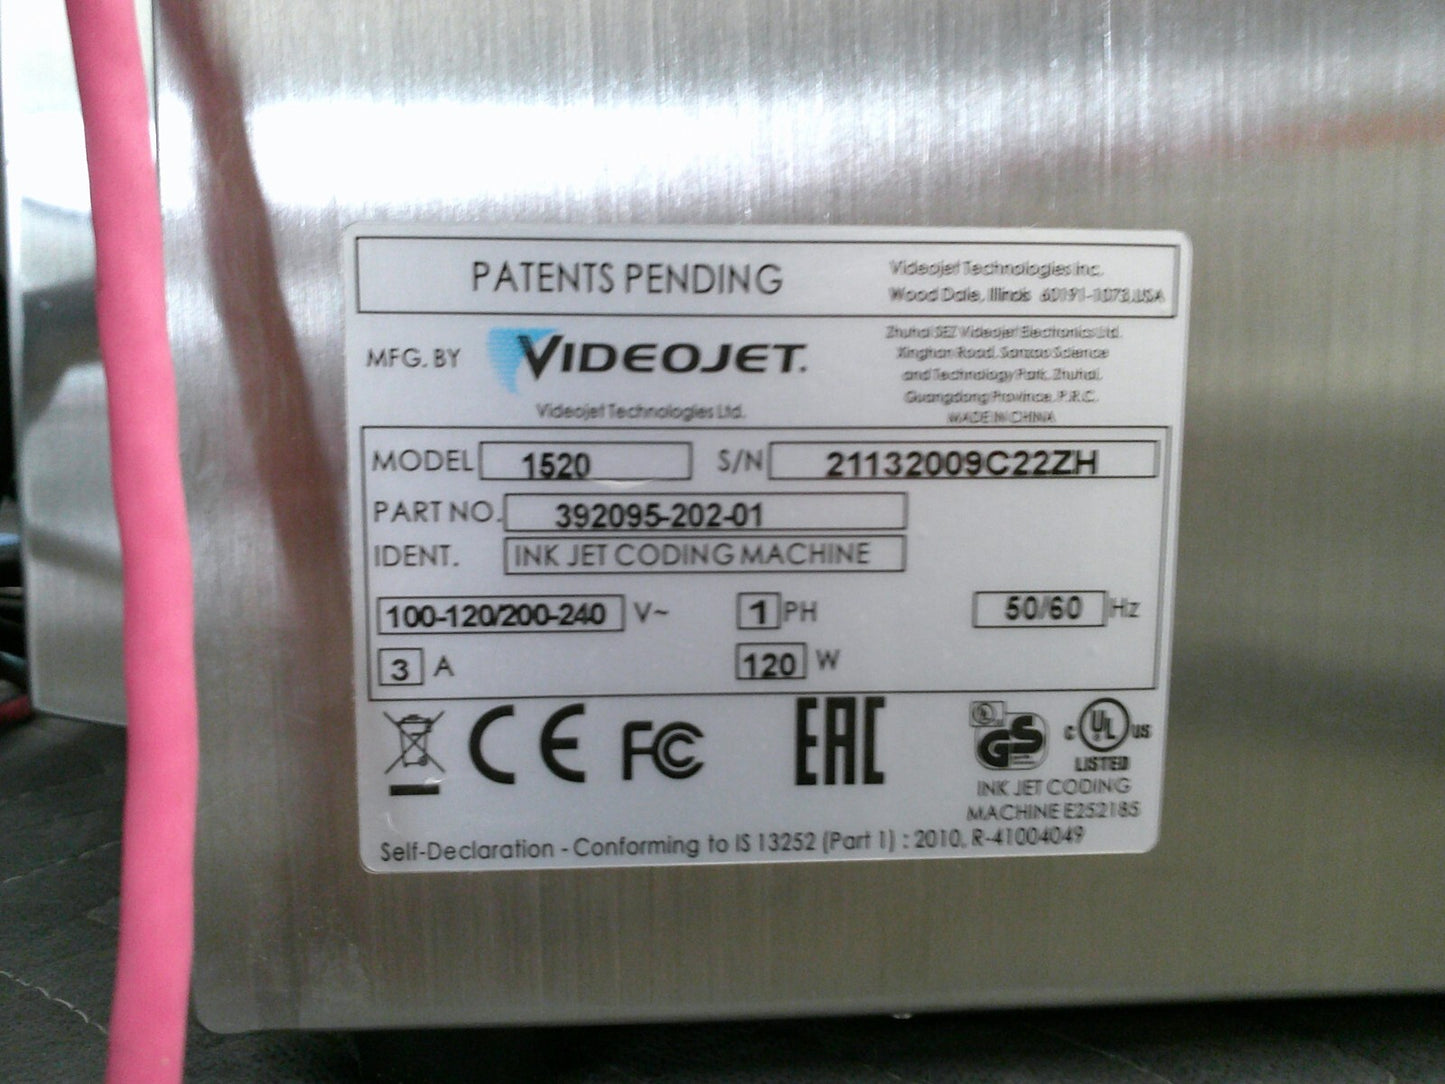 PATENTS PENDING
Videojet Technologies Inc.
Wood Dale, Illinois 60191-1073,USA
MFG. BY VIDEOJET.
Videojet Technologies Ltd.
Zhuhai SEZ Videojet Electronics Ltd.
Xinghan Road, Sanzao Science
and Technology Park, Zhuhai,
Guangdong Province, P.R.C.
MADE IN CHINA
MODEL 1520 S/N 21132009C22ZH
PART NO. 392095-202-01
IDENT. INK JET CODING MACHINE
100-120/200-240 V~ 1 PH 50/60 Hz
3 A 120 W
CE FC EAC UL GS C UL US
LISTED
INK JET CODING
MACHINE E252185
Self-Declaration - Conforming to IS 13252 (Part 1) : 2010, R-41004049